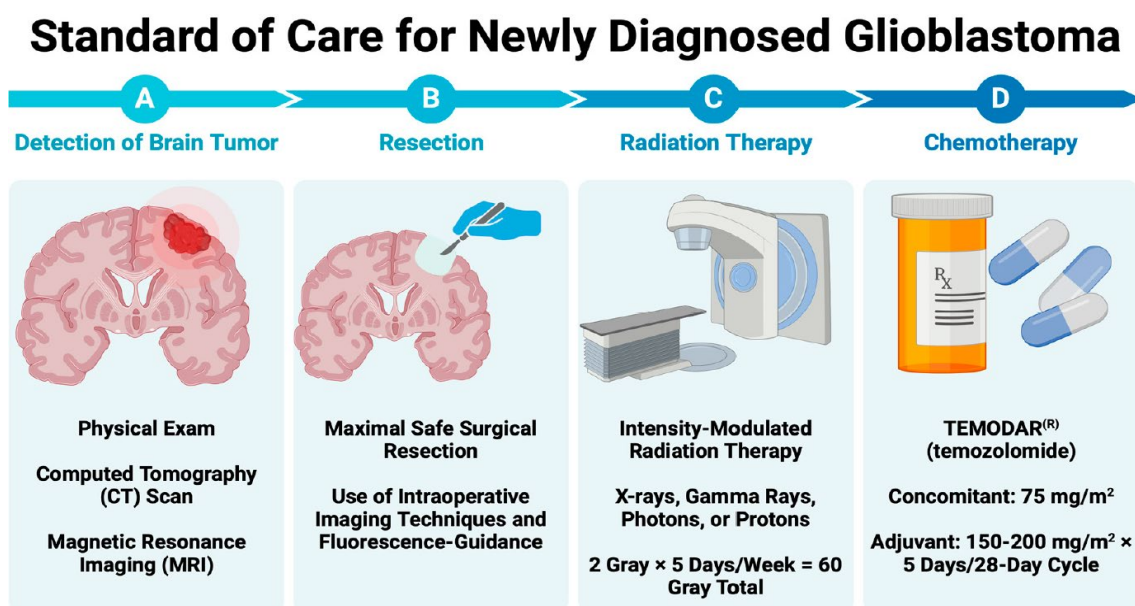 Standard of Care for Newly Diagnosed Glioblastoma
A
B
C
D
Detection of Brain Tumor
Resection
Radiation Therapy
Chemotherapy
Physical Exam
Computed Tomography
(CT) Scan
Magnetic Resonance
Imaging (MRI)
Maximal Safe Surgical
Resection
Use of Intraoperative
Imaging Techniques and
Fluorescence-Guidance
Intensity-Modulated
Radiation Therapy
X-rays, Gamma Rays,
Photons, or Protons
2 Gray × 5 Days/Week = 60
Gray Total
Rx
TEMODAR(R)
(temozolomide)
Concomitant: 75 mg/m²
Adjuvant: 150-200 mg/m² ×
5 Days/28-Day Cycle